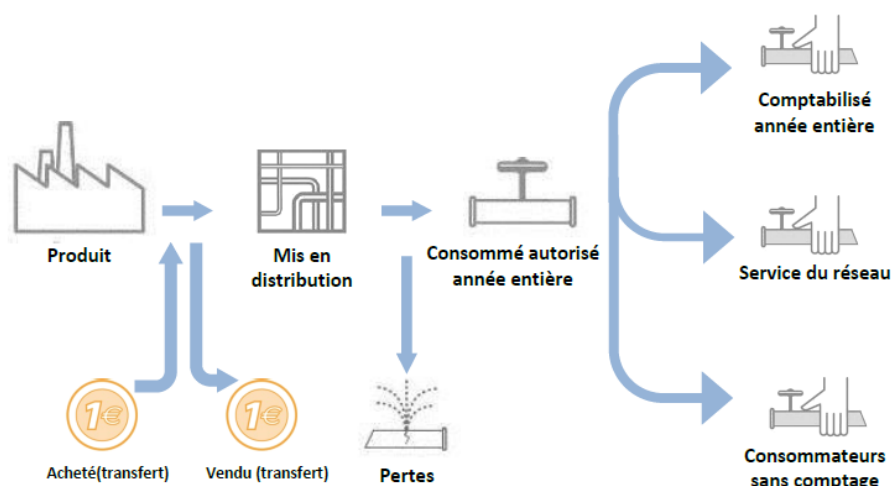 Comptabilisé
année entière
Produit
Mis en
distribution
Consommé autorisé
année entière
Service du réseau
1€
1€
Acheté(transfert)
Vendu (transfert)
Pertes
Consommateurs
sans comptage